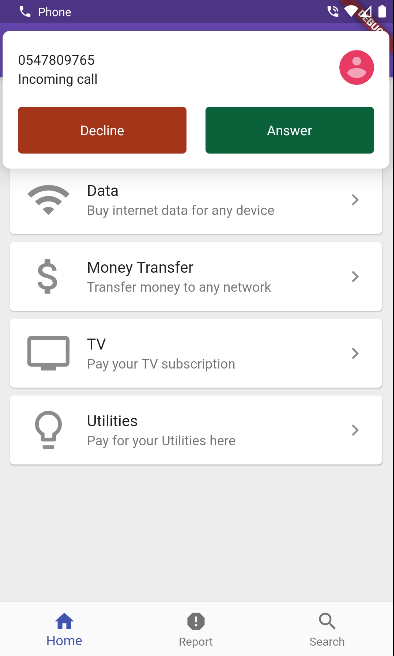 Phone
DEBUG
0547809765
Incoming call
Decline
Answer
Data
Buy internet data for any device
Money Transfer
Transfer money to any network
TV
Pay your TV subscription
Utilities
Pay for your Utilities here
Home
Report
Search